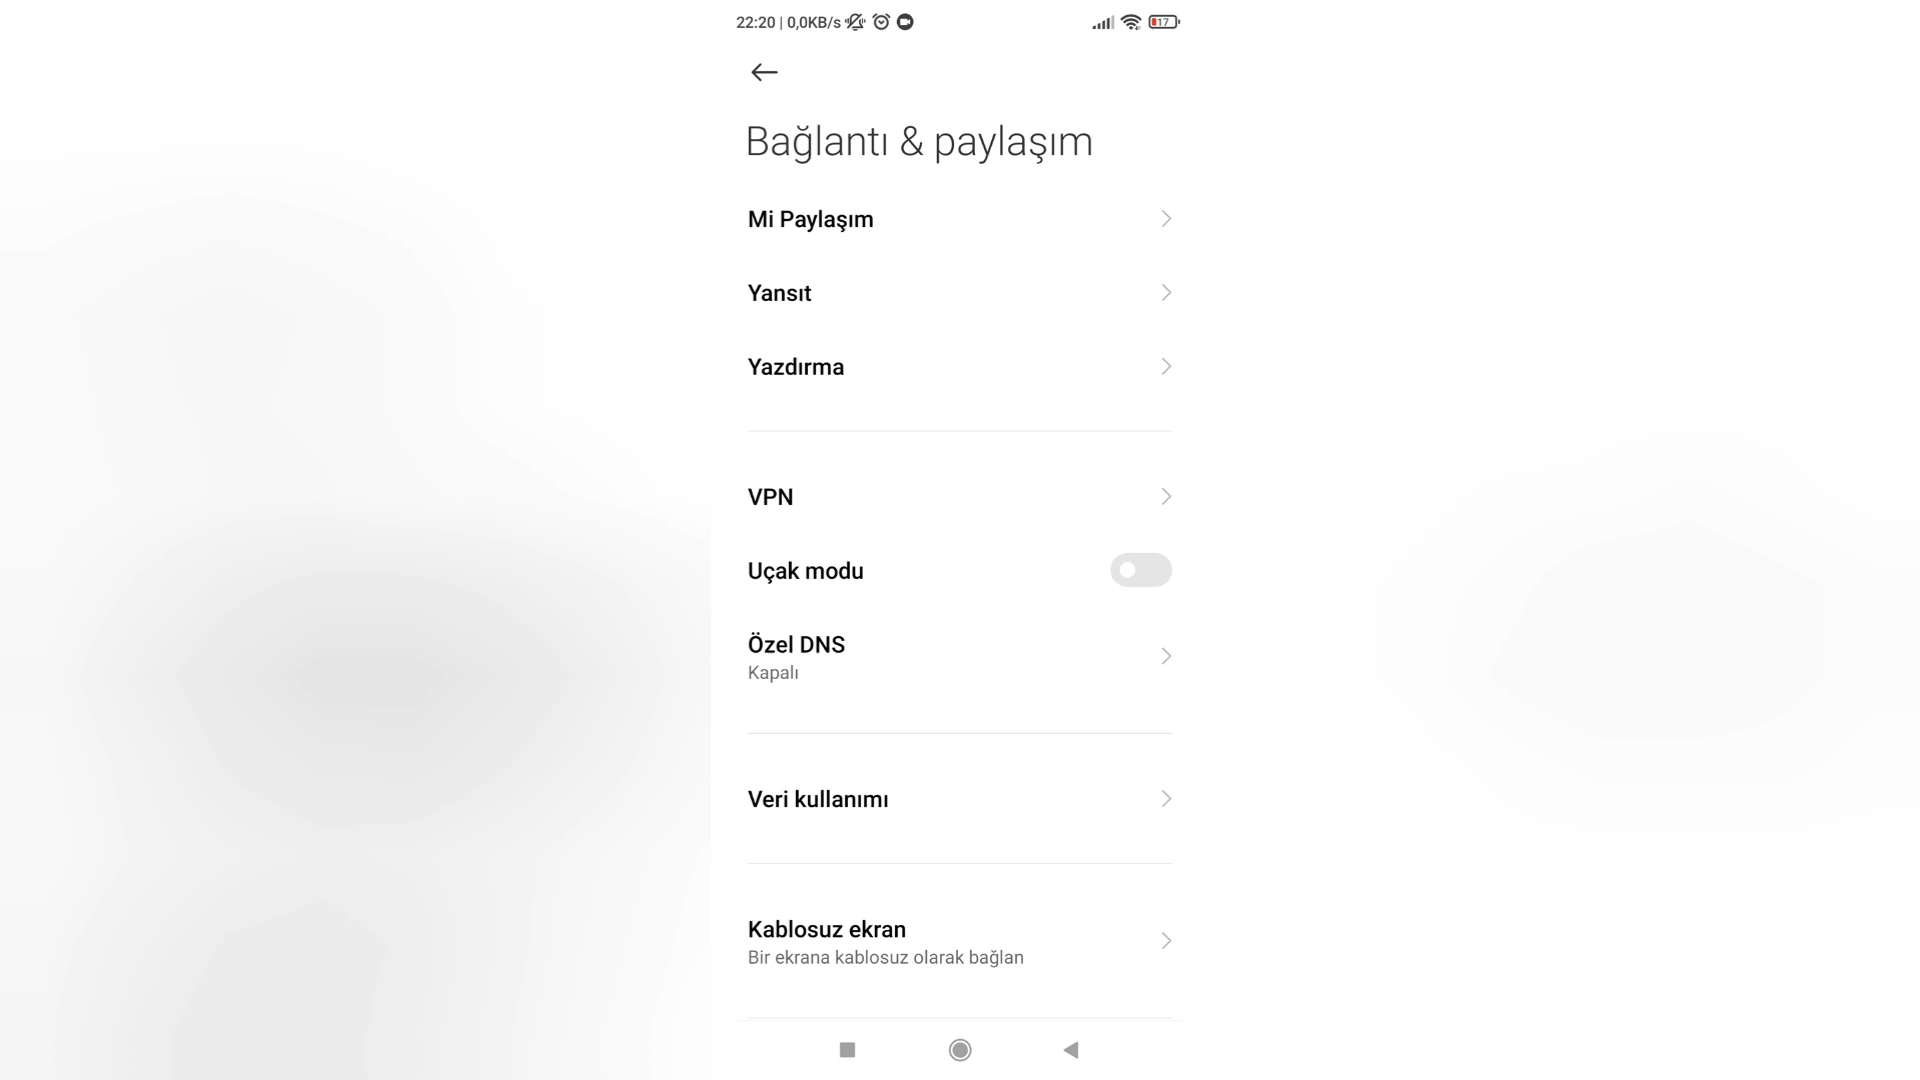 22:20 | 0,0KB/s 17
Bağlantı & paylaşım
Mi Paylaşım
Yansıt
Yazdırma
VPN
Uçak modu
Özel DNS
Kapalı
Veri kullanımı
Kablosuz ekran
Bir ekrana kablosuz olarak bağlan